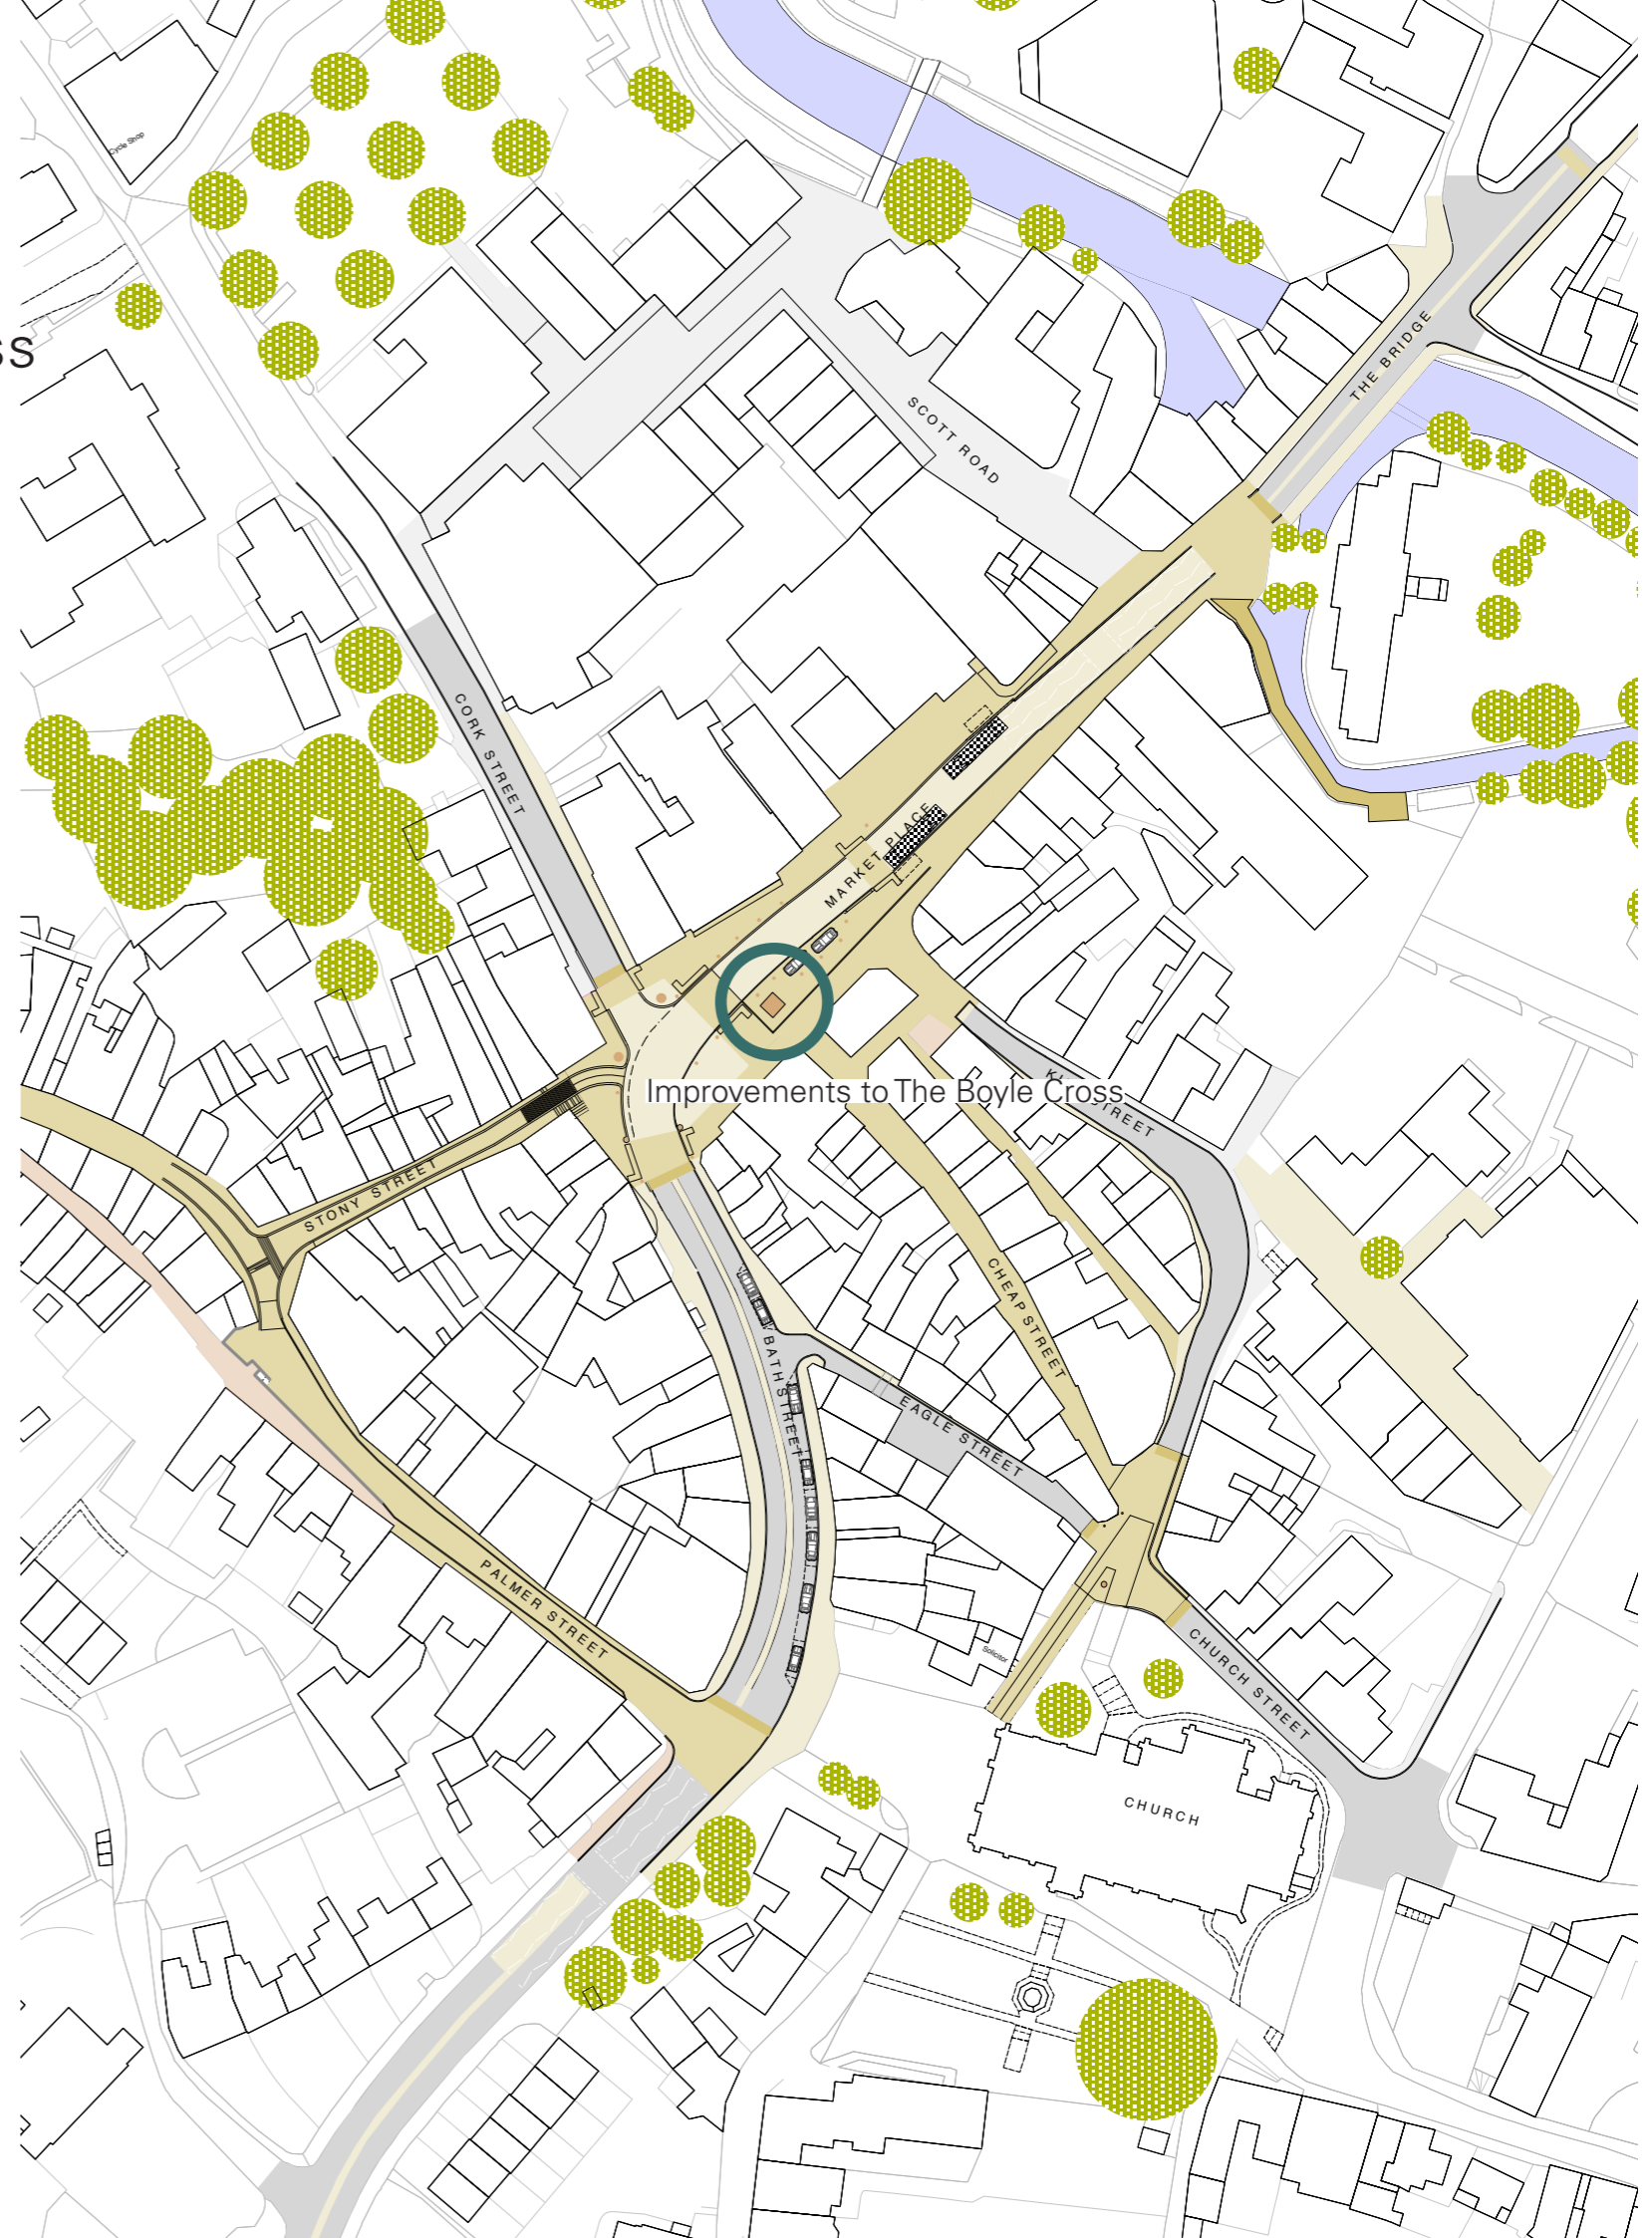 Cycle Shop
ss
SCOTT ROAD
THE BRIDGE
CORK STREET
MARKET PLACE
Improvements to The Boyle Cross
STREET
STONY STREET
CHEAP STREET
BATH STREET
EAGLE STREET
PALMER STREET
Solicitor
CHURCH STREET
CHURCH